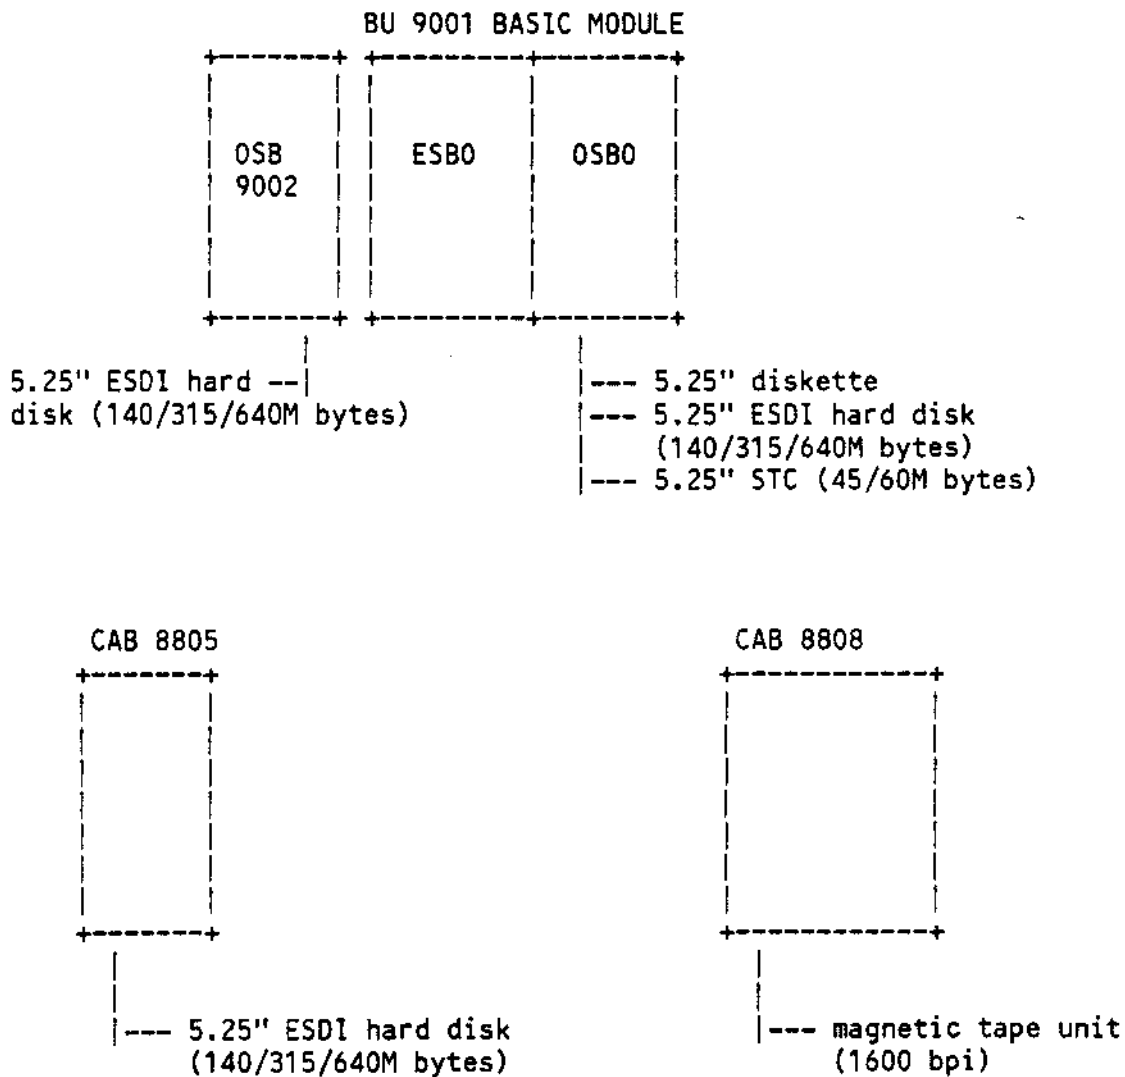 BU 9001 BASIC MODULE
OSB ESB0 OSB0
9002
5.25" ESDI hard
disk (140/315/640M bytes)
5.25" diskette
5.25" ESDI hard disk
(140/315/640M bytes)
5.25" STC (45/60M bytes)
CAB 8805
CAB 8808
5.25" ESDI hard disk
(140/315/640M bytes)
magnetic tape unit
(1600 bpi)